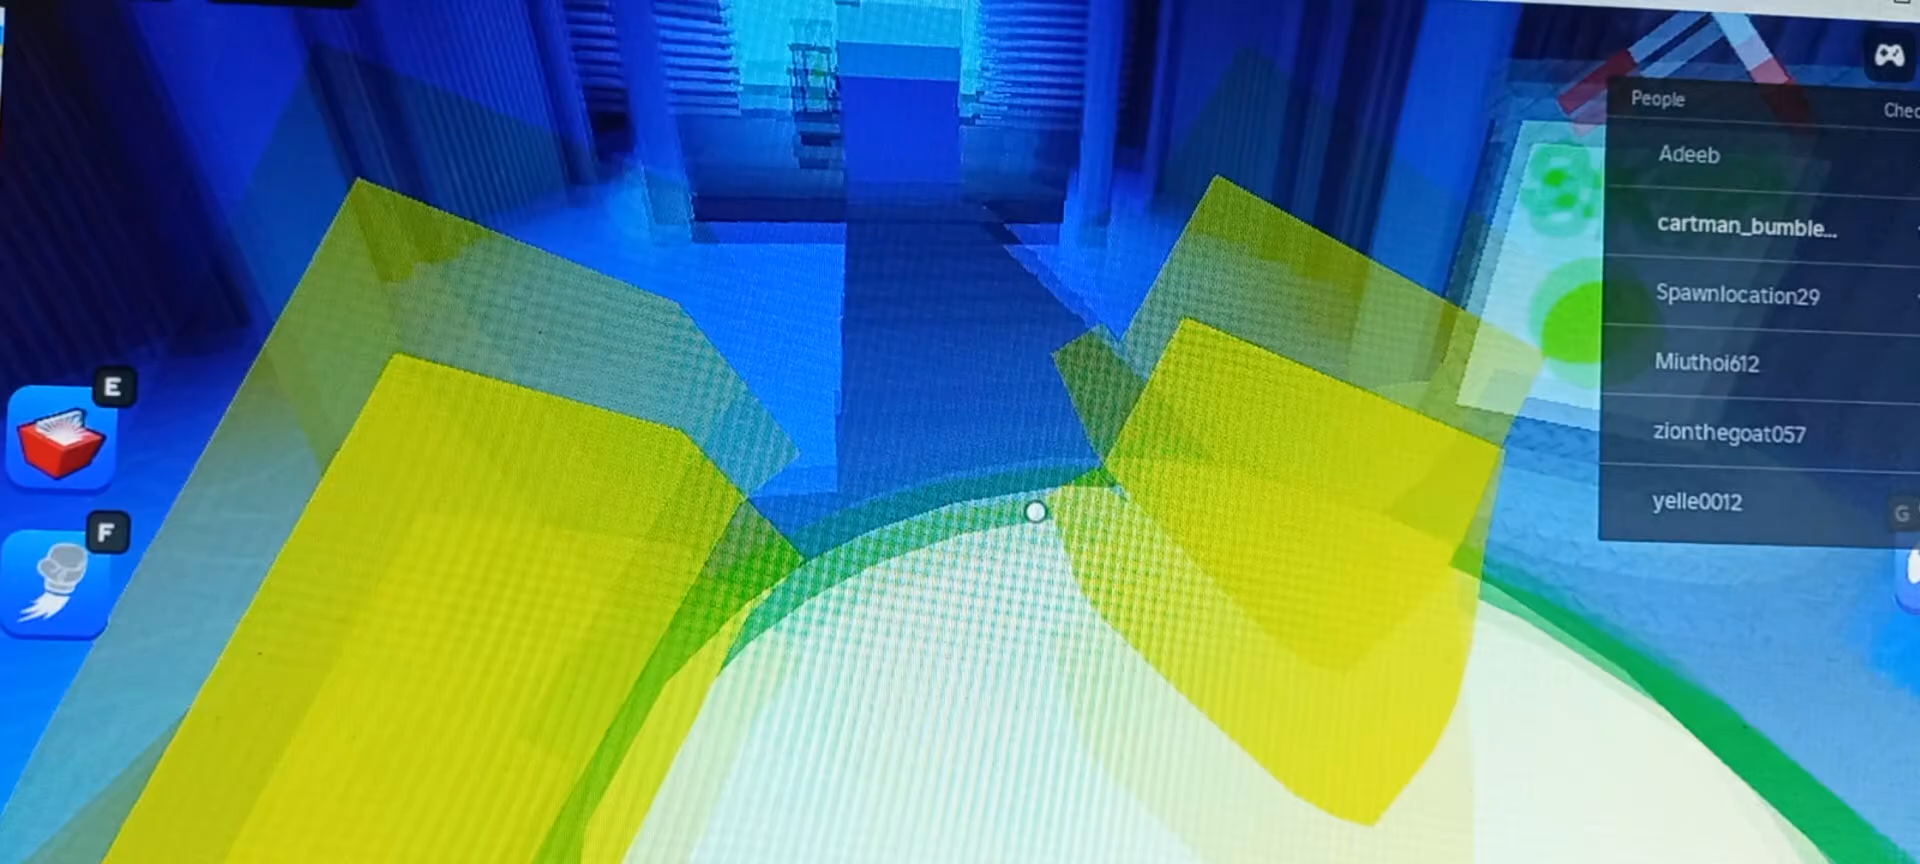 People
Chec
Adeeb
cartman_bumble...
Spawnlocation29
Miuthoi612
zionthegoat057
yelle0012
E
F
G